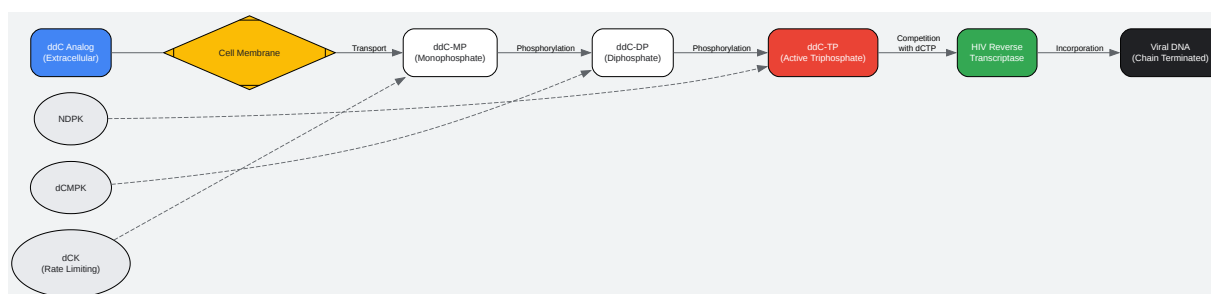 ddC Analog
(Extracellular)
Cell Membrane
Transport
ddC-MP
(Monophosphate)
Phosphorylation
ddC-DP
(Diphosphate)
Phosphorylation
ddC-TP
(Active Triphosphate)
Competition
with dCTP
HIV Reverse
Transcriptase
Incorporation
Viral DNA
(Chain Terminated)
NDPK
dCMPK
dCK
(Rate Limiting)